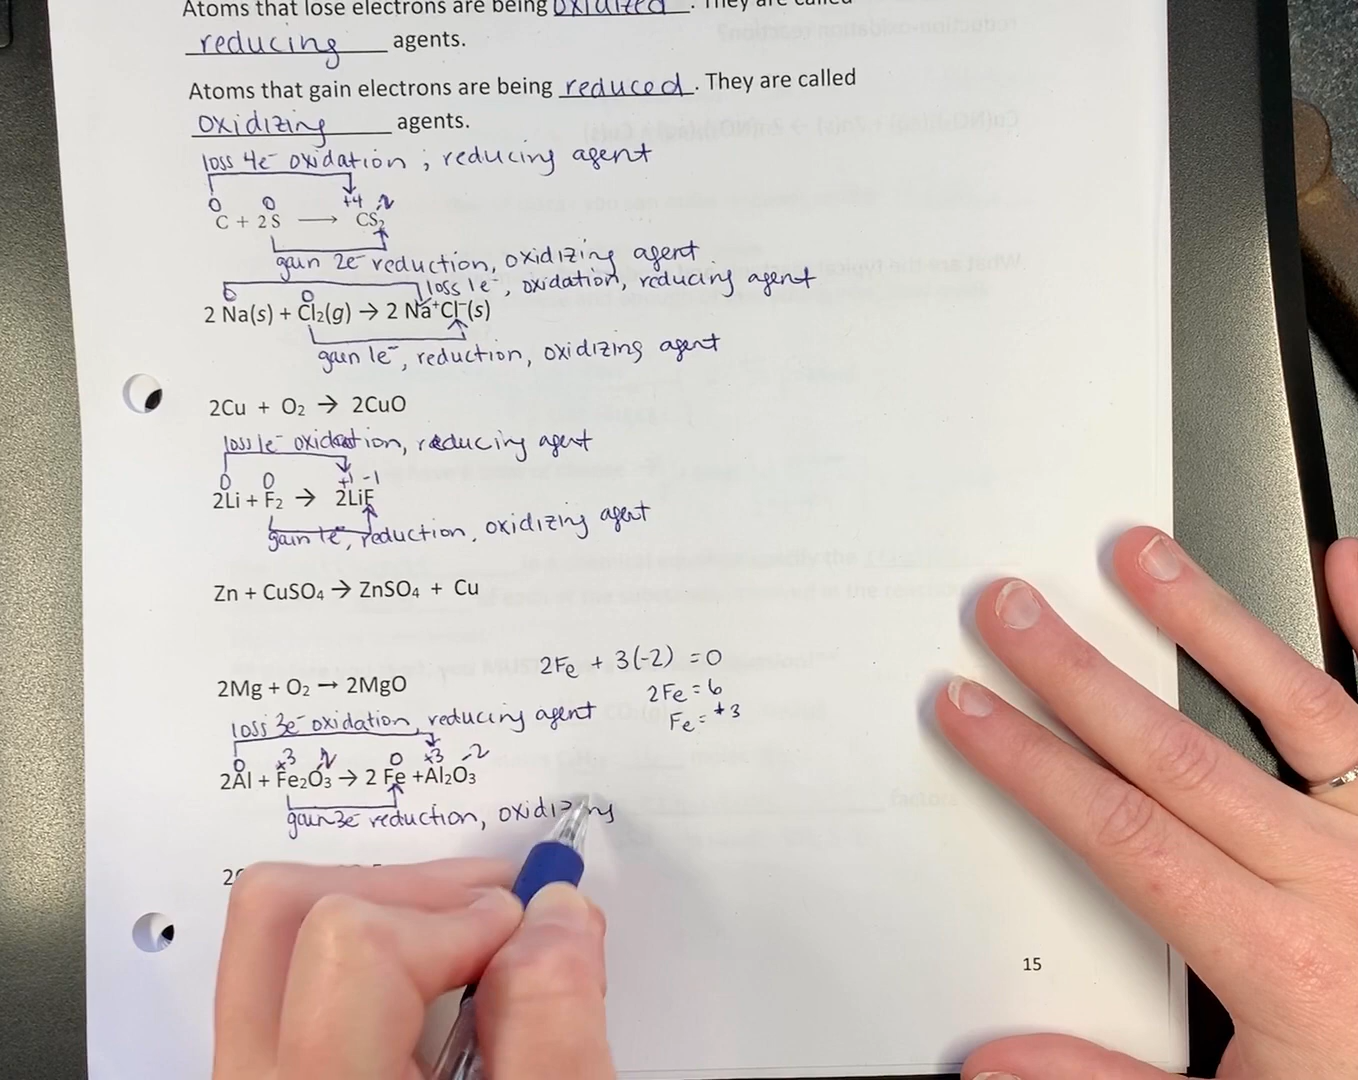 Atoms that lose electrons are being oxidized. They are called
reducing agents.
Atoms that gain electrons are being reduced. They are called
oxidizing agents.
loss 4e⁻ oxidation ; reducing agent
0 0 +4 -2
C + 2 S ⟶ CS₂
gain 2e⁻ reduction, oxidizing agent
loss 1e⁻, oxidation, reducing agent
0 0
2 Na(s) + Cl₂(g) → 2 Na⁺Cl⁻(s)
gain 1e⁻, reduction, oxidizing agent
2Cu + O₂ → 2CuO
loss 1e⁻ oxidation, reducing agent
0 0 +1 -1
2Li + F₂ → 2LiF
gain 1e⁻, reduction, oxidizing agent
Zn + CuSO₄ → ZnSO₄ + Cu
2Fe + 3(-2) = 0
2Mg + O₂ → 2MgO
2Fe = 6
Fe = +3
loss 3e⁻ oxidation, reducing agent
0 +3 -2 0 +3 -2
2Al + Fe₂O₃ → 2 Fe +Al₂O₃
gain 3e⁻ reduction, oxidizing
15